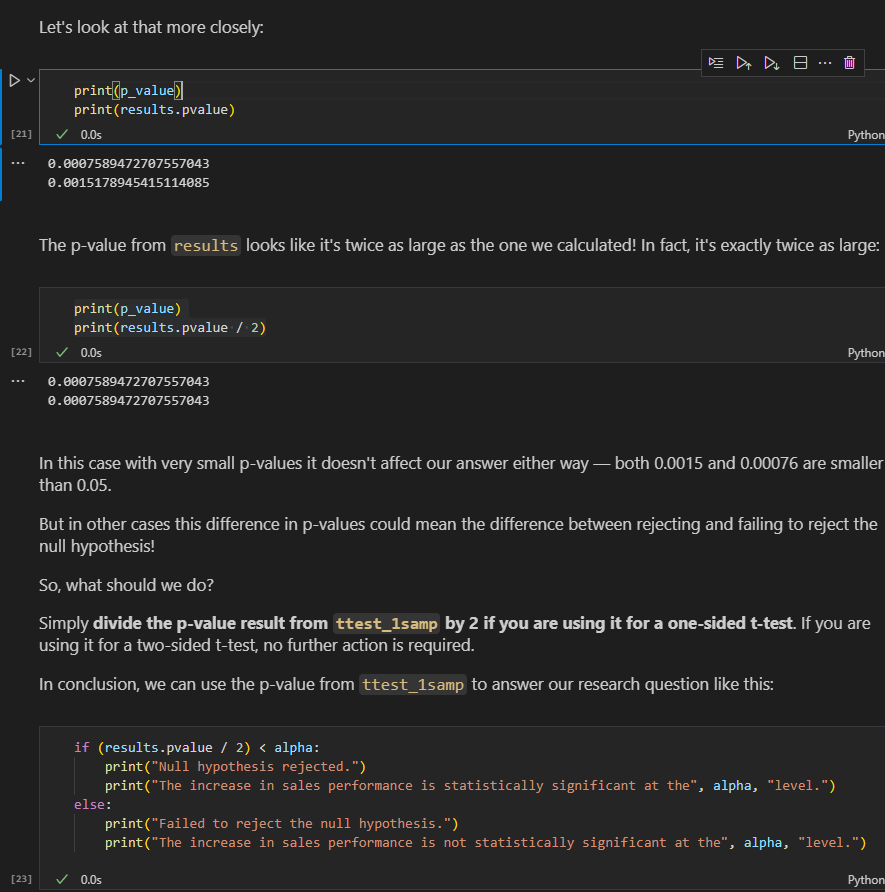 Let's look at that more closely:
print(p_value)
print(results.pvalue)
[21]
0.0s
Python
...
0.0007589472707557043
0.0015178945415114085
The p-value from results looks like it's twice as large as the one we calculated! In fact, it's exactly twice as large:
print(p_value)
print(results.pvalue / 2)
[22]
0.0s
Python
...
0.0007589472707557043
0.0007589472707557043
In this case with very small p-values it doesn't affect our answer either way — both 0.0015 and 0.00076 are smaller
than 0.05.
But in other cases this difference in p-values could mean the difference between rejecting and failing to reject the
null hypothesis!
So, what should we do?
Simply divide the p-value result from ttest_1samp by 2 if you are using it for a one-sided t-test. If you are
using it for a two-sided t-test, no further action is required.
In conclusion, we can use the p-value from ttest_1samp to answer our research question like this:
if (results.pvalue / 2) < alpha:
print("Null hypothesis rejected.")
print("The increase in sales performance is statistically significant at the", alpha, "level.")
else:
print("Failed to reject the null hypothesis.")
print("The increase in sales performance is not statistically significant at the", alpha, "level.")
[23]
0.0s
Python